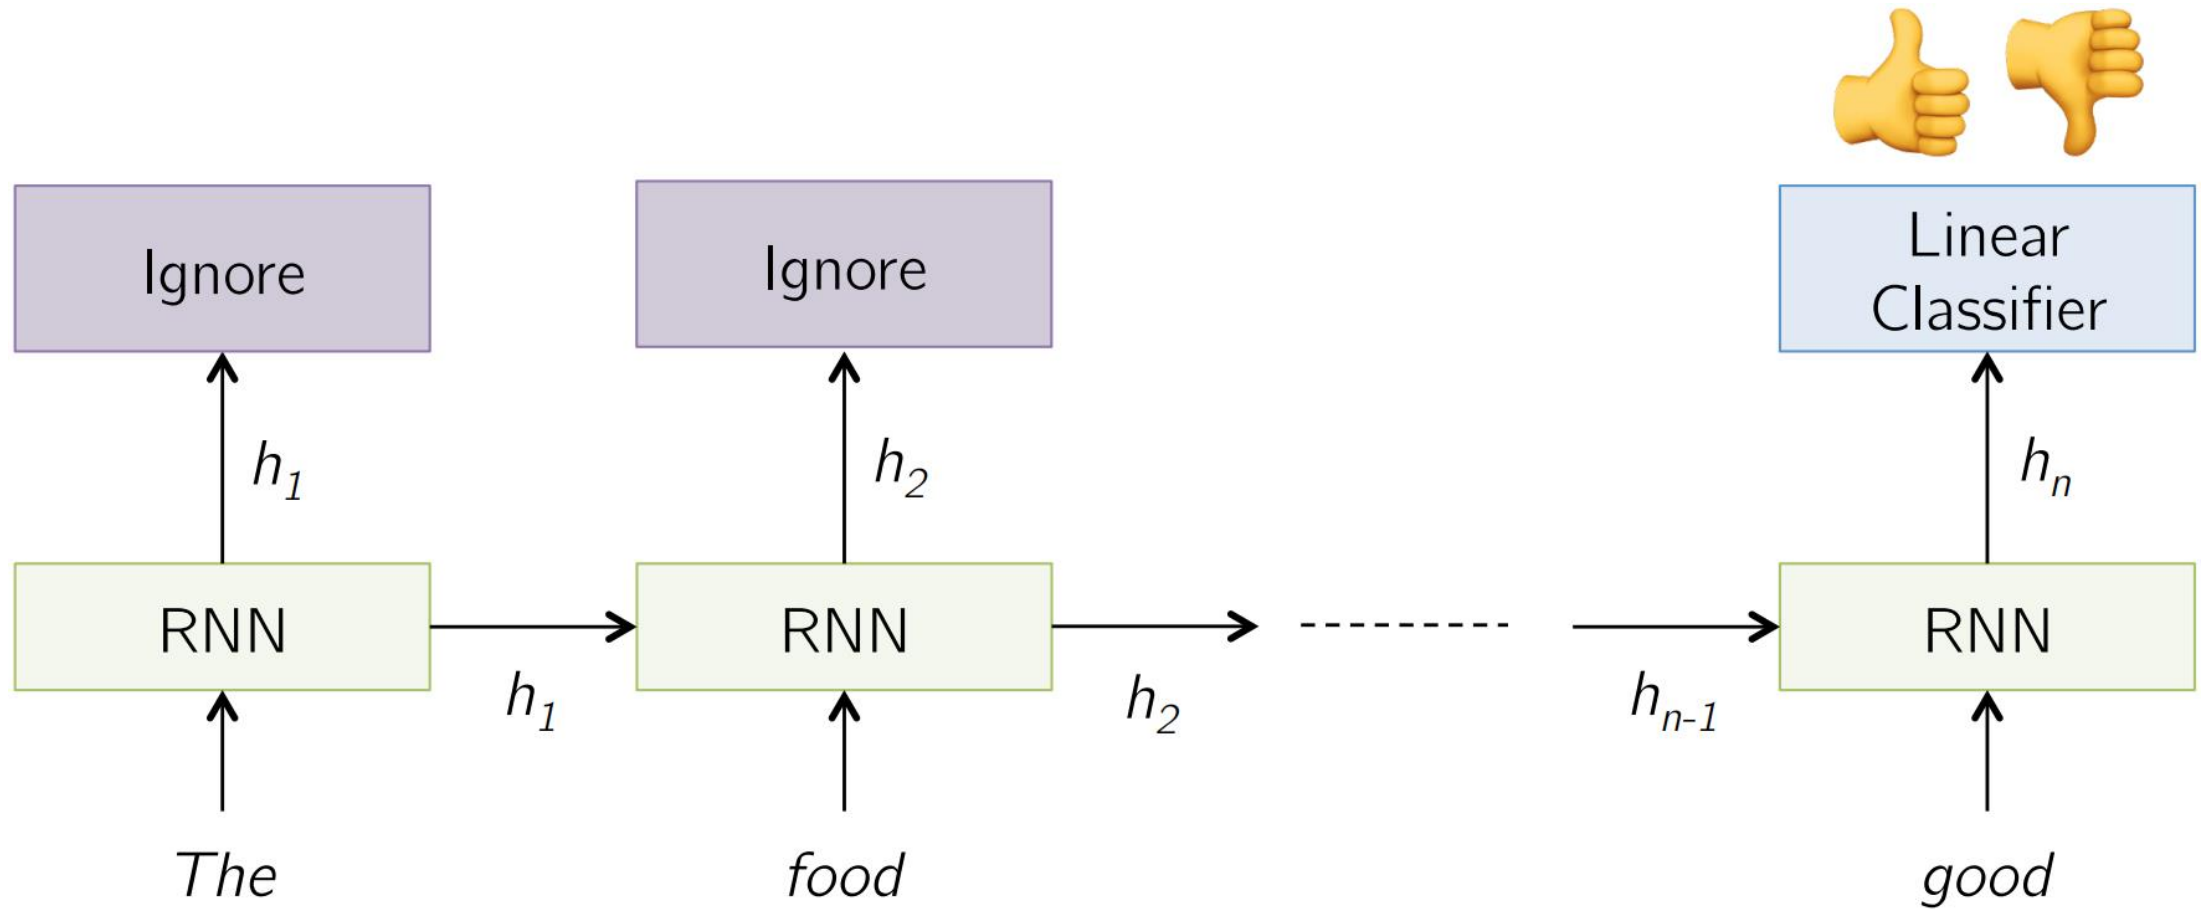 Ignore
Ignore
Linear
Classifier
h1
h2
hn
RNN
RNN
RNN
h1
h2
hn-1
The
food
good